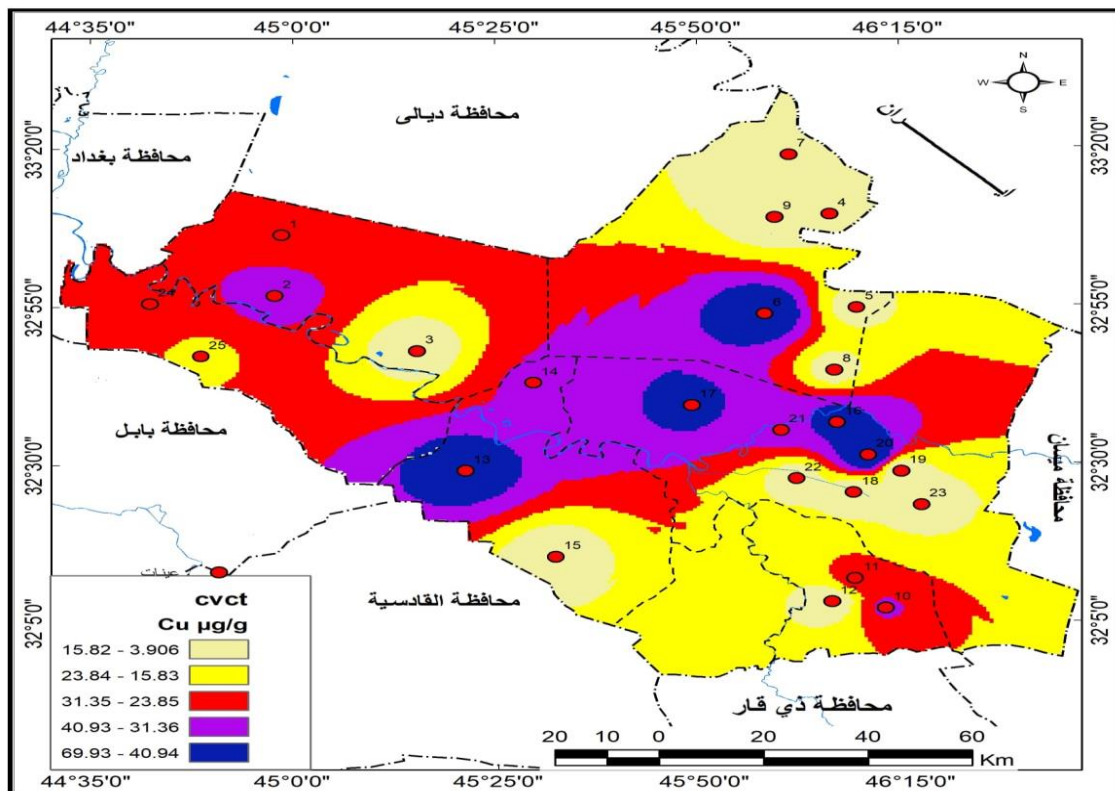 44°35'0"E 45°0'0"E 45°25'0"E 45°50'0"E 46°15'0"E
N
W E
S
33°20'0"N 33°20'0"N
32°55'0"N 32°55'0"N
32°30'0"N 32°30'0"N
32°5'0"N 32°5'0"N
محافظة ديالى
محافظة بغداد
محافظة بابل
محافظة القادسية
محافظة ذي قار
محافظة ميسان
7
9
4
1
2
24
3
25
6
5
8
14
17
21
16
20
13
22
18
19
23
15
11
12
10
عينات
cvct
Cu µg/g
15.82 - 3.906
23.84 - 15.83
31.35 - 23.85
40.93 - 31.36
69.93 - 40.94
20 10 0 20 40 60
Km
44°35'0"E 45°0'0"E 45°25'0"E 45°50'0"E 46°15'0"E